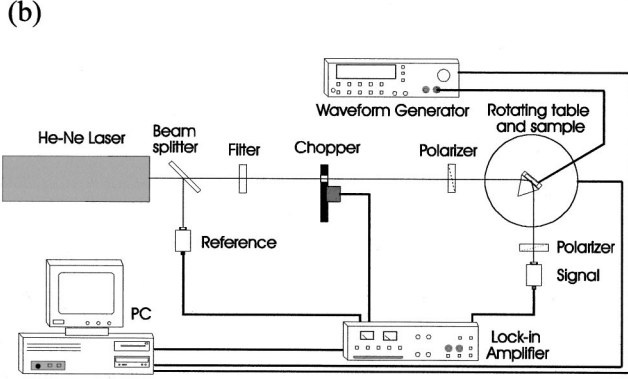 (b)
Waveform Generator
Rotating table
and sample
He-Ne Laser
Beam
splitter
Filter
Chopper
Polarizer
Reference
Polarizer
Signal
PC
Lock-in
Amplifier